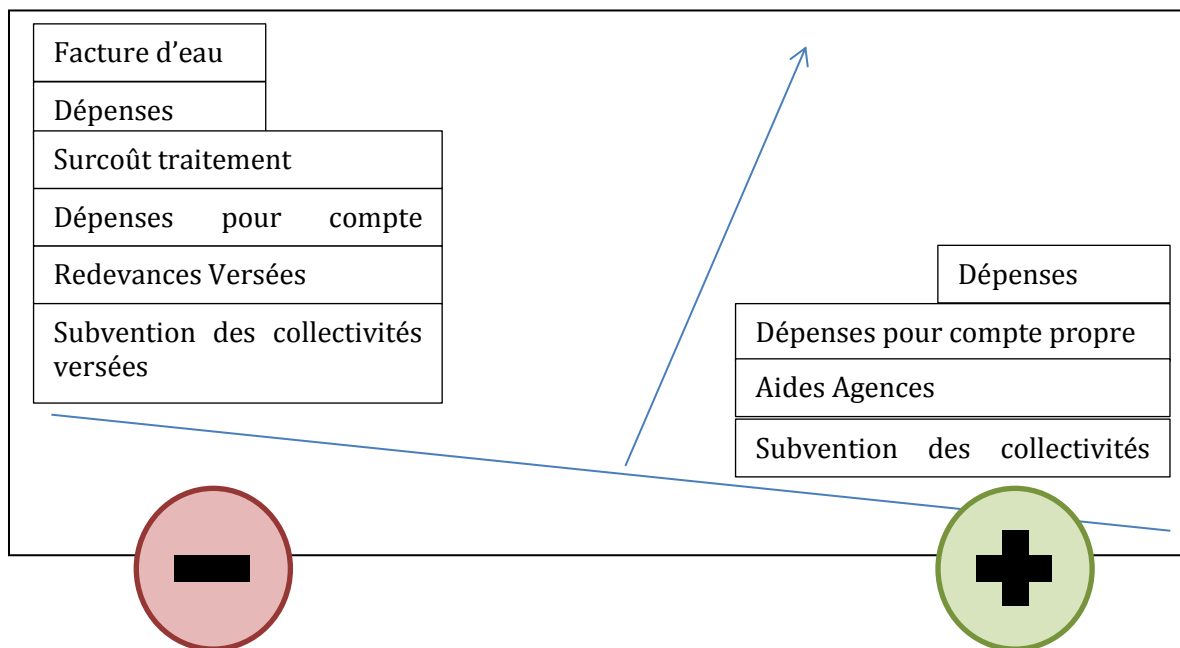 Facture d’eau
Dépenses
Surcoût traitement
Dépenses pour compte
Redevances Versées
Subvention des collectivités
versées
Dépenses
Dépenses pour compte propre
Aides Agences
Subvention des collectivités